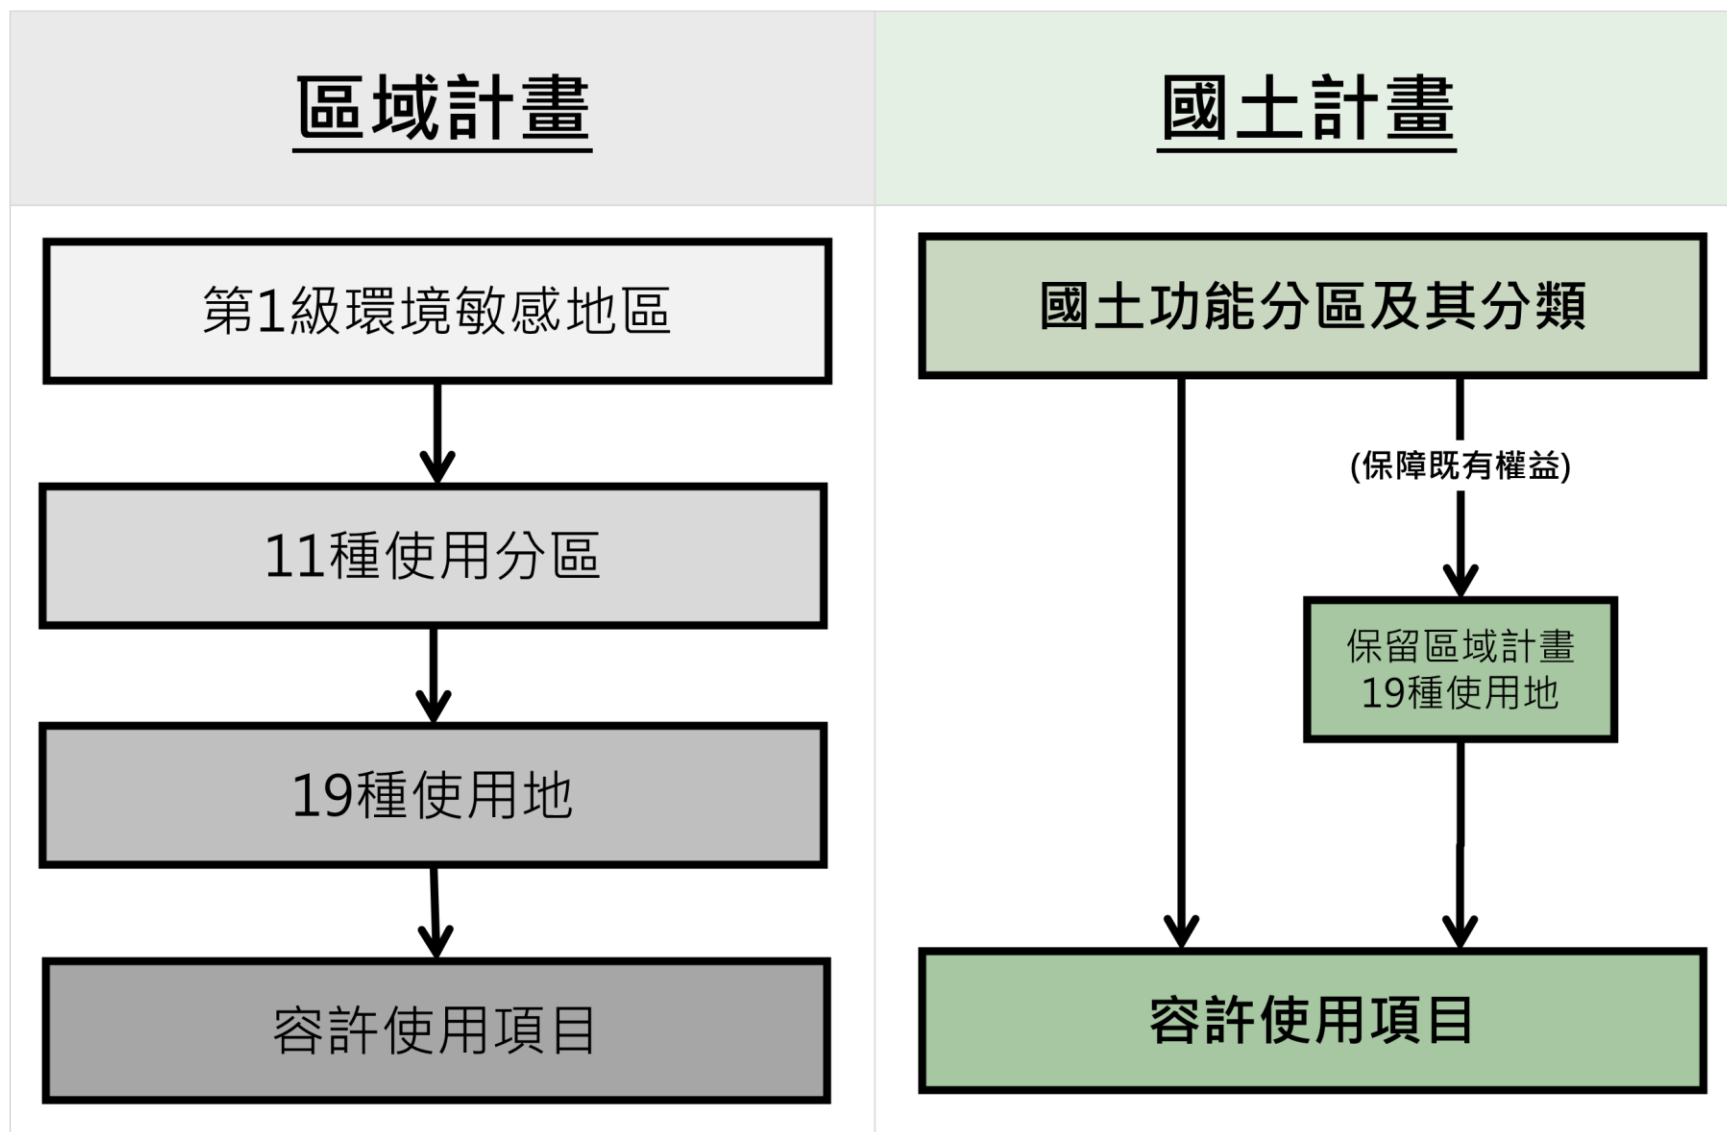 區域計畫
國土計畫
第1級環境敏感地區
11種使用分區
19種使用地
容許使用項目
國土功能分區及其分類
(保障既有權益)
保留區域計畫
19種使用地
容許使用項目